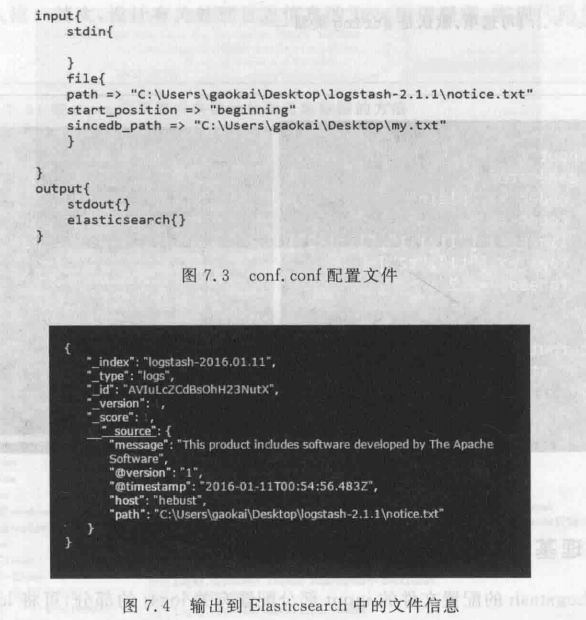 input{
stdin{
}
file{
path => "C:\Users\gaokai\Desktop\logstash-2.1.1\notice.txt"
start_position => "beginning"
sincedb_path => "C:\Users\gaokai\Desktop\my.txt"
}
}
output{
stdout{}
elasticsearch{}
}
图 7.3 conf.conf 配置文件
{
"_index": "logstash-2016.01.11",
"_type": "logs",
"_id": "AVIuLcZCdBsOhH23NutX",
"_version": 1,
"_score": 1,
"_source": {
"message": "This product includes software developed by The Apache
Software",
"@version": "1",
"@timestamp": "2016-01-11T00:54:56.483Z",
"host": "hebust",
"path": "C:\Users\gaokai\Desktop\logstash-2.1.1\notice.txt"
}
}
图 7.4 输出到 Elasticsearch 中的文件信息